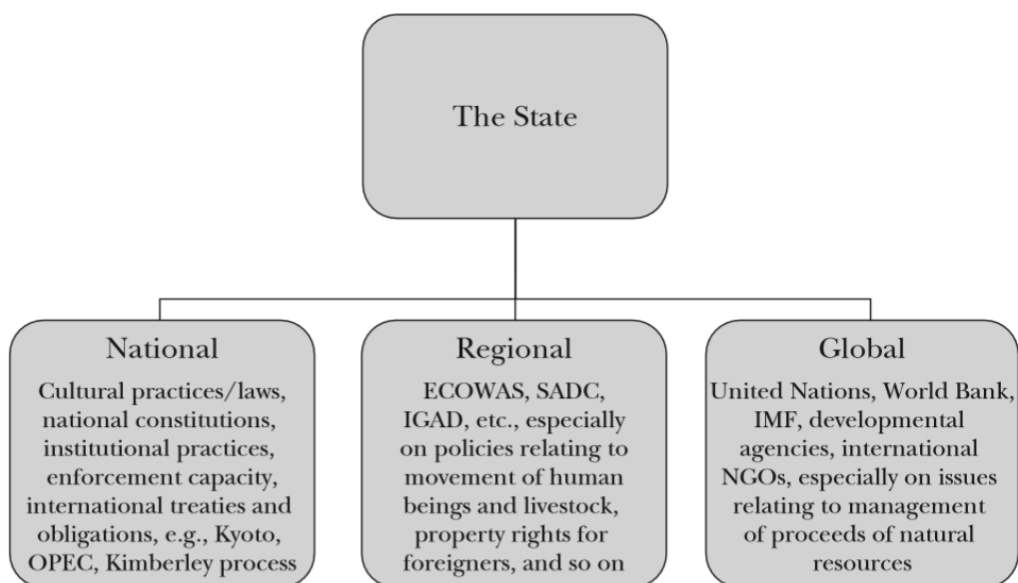 The State
National
Cultural practices/laws,
national constitutions,
institutional practices,
enforcement capacity,
international treaties and
obligations, e.g., Kyoto,
OPEC, Kimberley process
Regional
ECOWAS, SADC,
IGAD, etc., especially
on policies relating to
movement of human
beings and livestock,
property rights for
foreigners, and so on
Global
United Nations, World Bank,
IMF, developmental
agencies, international
NGOs, especially on issues
relating to management
of proceeds of natural
resources